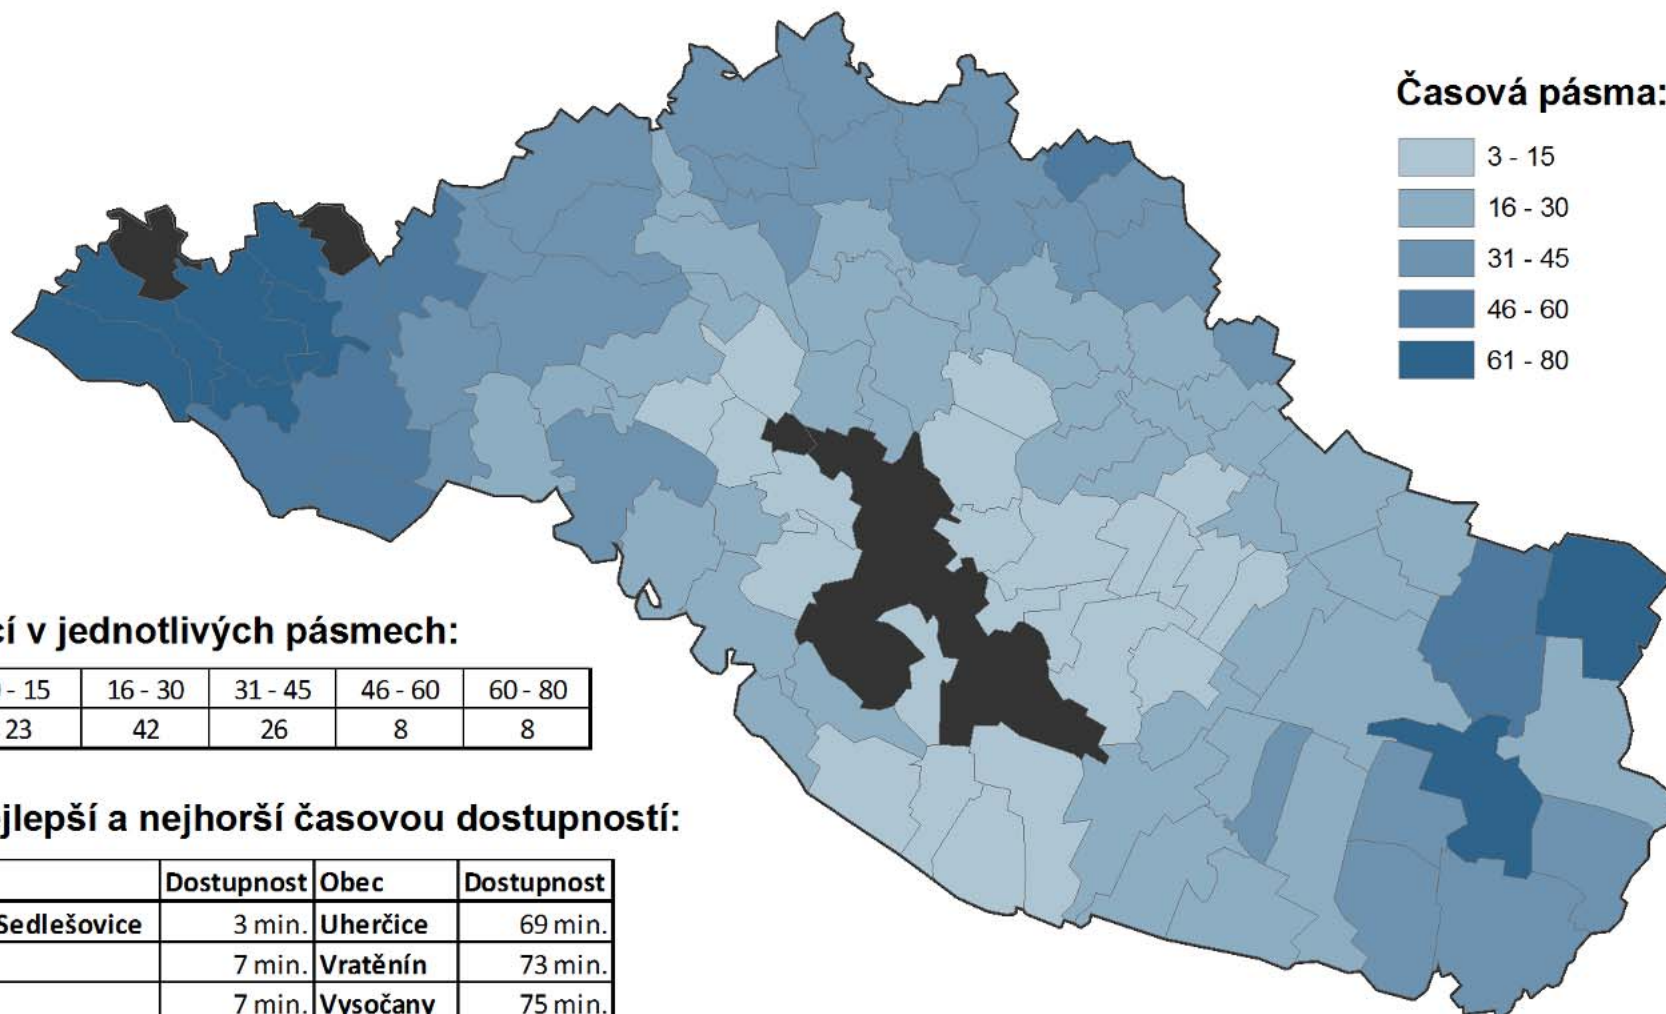 Časová pásma:
3 - 15
16 - 30
31 - 45
46 - 60
61 - 80
cí v jednotlivých pásmech:
- 15 16 - 30 31 - 45 46 - 60 60 - 80
23 42 26 8 8
jlepší a nejhorší časovou dostupností:
Dostupnost Obec Dostupnost
Sedlešovice 3 min. Uherčice 69 min.
7 min. Vratěnín 73 min.
7 min. Vysočany 75 min.